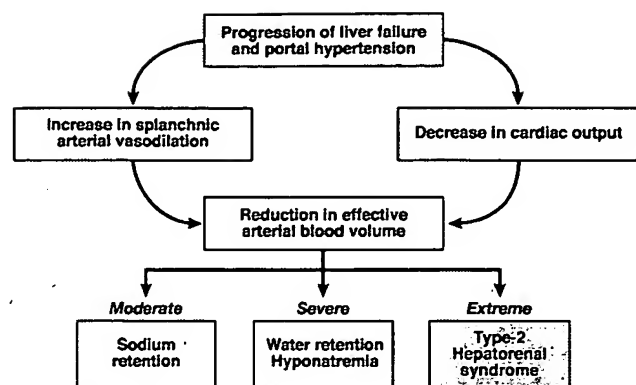 Progression of liver failure
and portal hypertension
Increase in splanchnic
arterial vasodilation
Decrease in cardiac output
Reduction in effective
arterial blood volume
Moderate
Severe
Extreme
Sodium
retention
Water retention
Hyponatremia
Type-2
Hepatorenal
syndrome